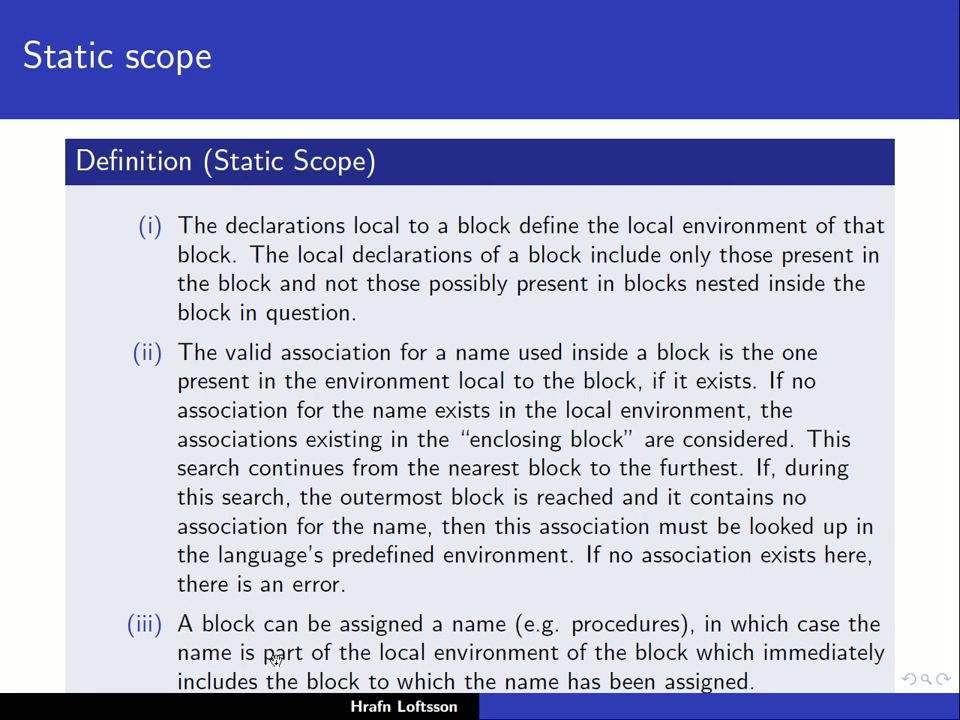 Static scope
Definition (Static Scope)
(i) The declarations local to a block define the local environment of that
block. The local declarations of a block include only those present in
the block and not those possibly present in blocks nested inside the
block in question.
(ii) The valid association for a name used inside a block is the one
present in the environment local to the block, if it exists. If no
association for the name exists in the local environment, the
associations existing in the “enclosing block” are considered. This
search continues from the nearest block to the furthest. If, during
this search, the outermost block is reached and it contains no
association for the name, then this association must be looked up in
the language’s predefined environment. If no association exists here,
there is an error.
(iii) A block can be assigned a name (e.g. procedures), in which case the
name is part of the local environment of the block which immediately
includes the block to which the name has been assigned.
Hrafn Loftsson